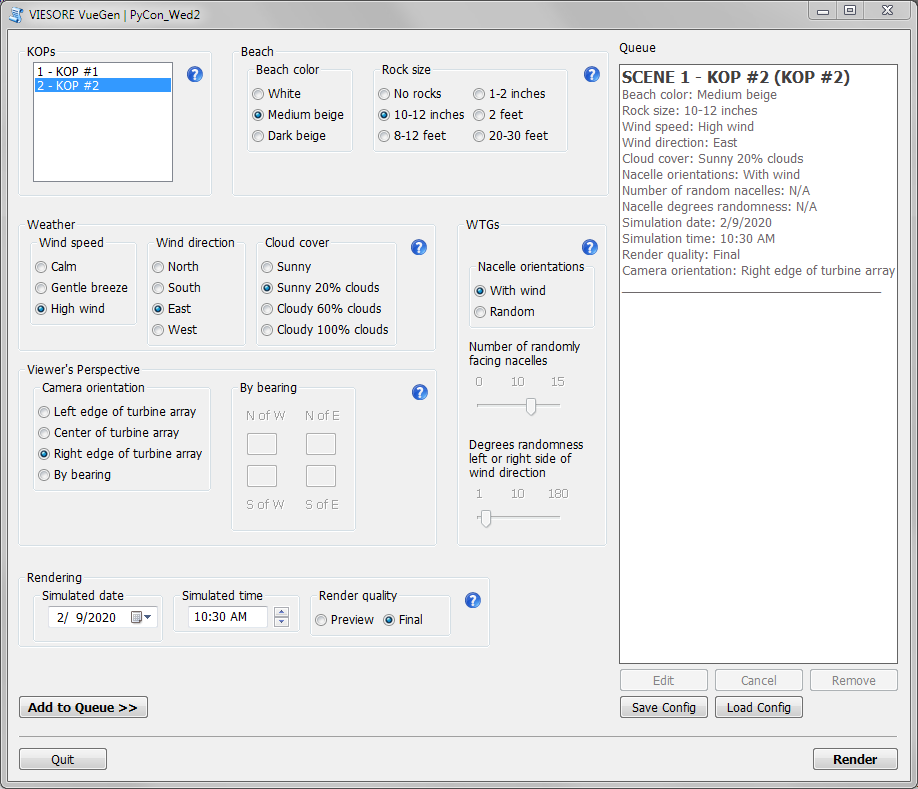 VIESORE VueGen | PyCon_Wed2
KOPs
1 - KOP #1
2 - KOP #2
?
Beach
?
Beach color
White
Medium beige
Dark beige
Rock size
No rocks
1-2 inches
10-12 inches
2 feet
8-12 feet
20-30 feet
Weather
?
Wind speed
Calm
Gentle breeze
High wind
Wind direction
North
South
East
West
Cloud cover
Sunny
Sunny 20% clouds
Cloudy 60% clouds
Cloudy 100% clouds
WTGs
?
Nacelle orientations
With wind
Random
Number of randomly
facing nacelles
0 10 15
Degrees randomness
left or right side of
wind direction
1 10 180
Viewer's Perspective
?
Camera orientation
Left edge of turbine array
Center of turbine array
Right edge of turbine array
By bearing
By bearing
N of W N of E
S of W S of E
Rendering
?
Simulated date
2/ 9/2020
Simulated time
10:30 AM
Render quality
Preview
Final
Add to Queue >>
Queue
SCENE 1 - KOP #2 (KOP #2)
Beach color: Medium beige
Rock size: 10-12 inches
Wind speed: High wind
Wind direction: East
Cloud cover: Sunny 20% clouds
Nacelle orientations: With wind
Number of random nacelles: N/A
Nacelle degrees randomness: N/A
Simulation date: 2/9/2020
Simulation time: 10:30 AM
Render quality: Final
Camera orientation: Right edge of turbine array
Edit
Cancel
Remove
Save Config
Load Config
Quit
Render